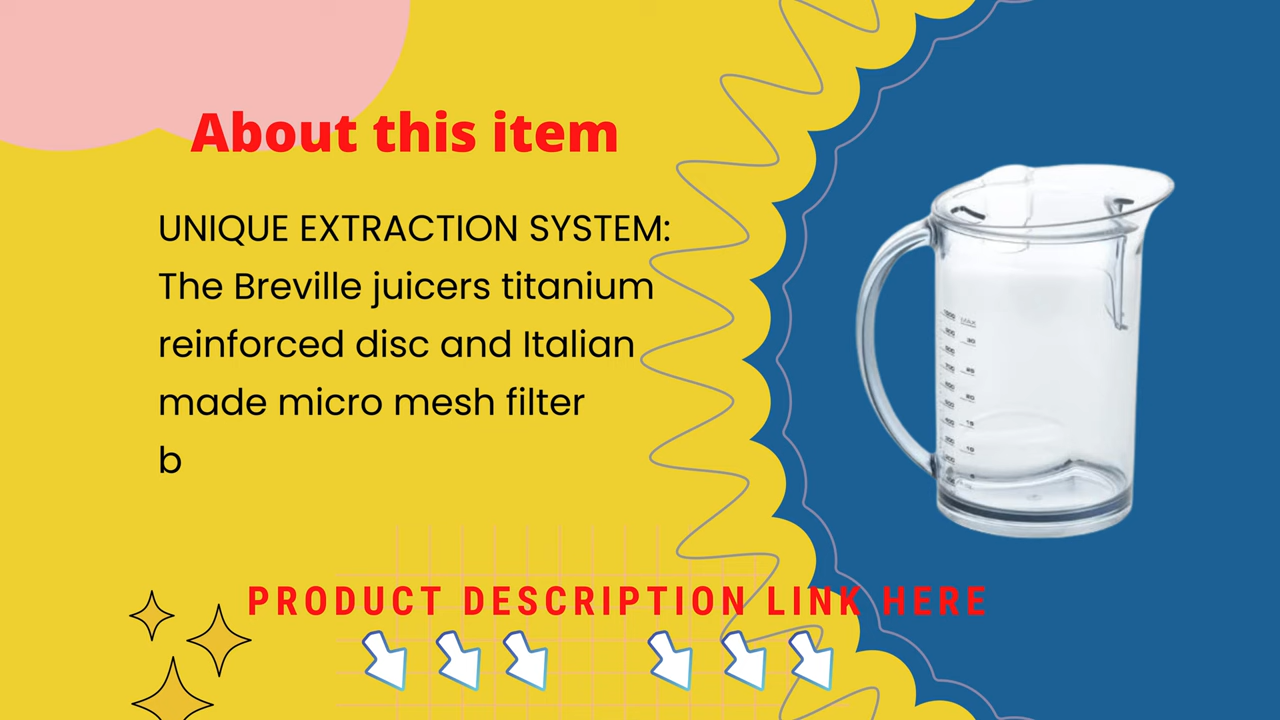 About this item
UNIQUE EXTRACTION SYSTEM:
The Breville juicers titanium
reinforced disc and Italian
made micro mesh filter
b
MAX
PRODUCT DESCRIPTION LINK HERE